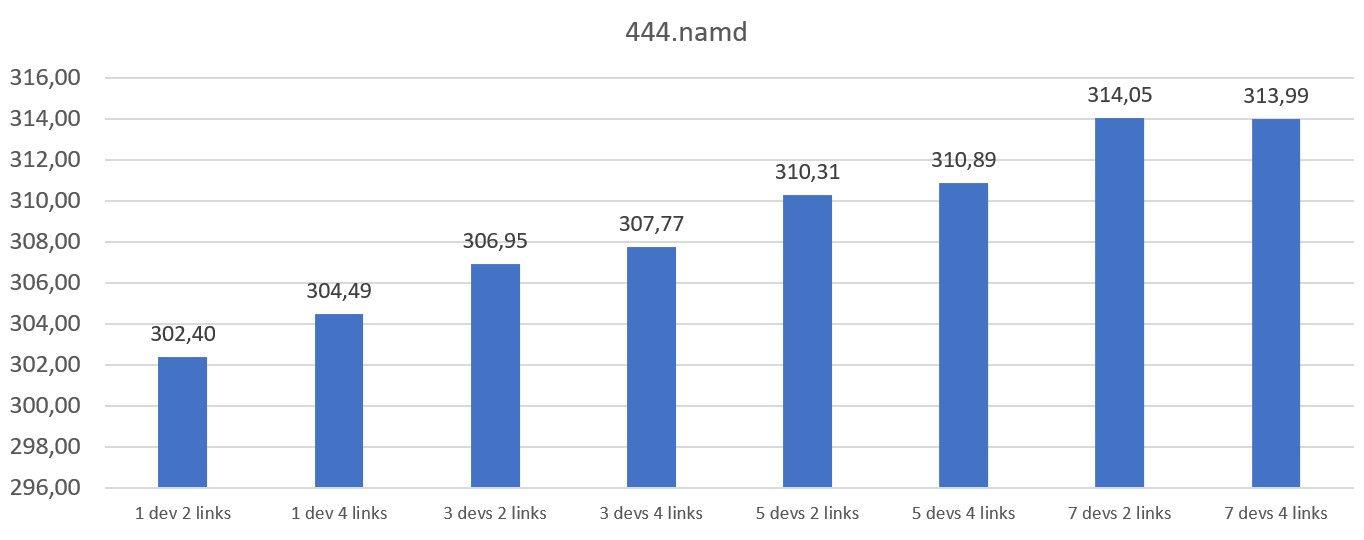 444.namd
316,00
314,00
312,00
310,00
308,00
306,00
304,00
302,00
300,00
298,00
296,00
302,40
304,49
306,95
307,77
310,31
310,89
314,05
313,99
1 dev 2 links
1 dev 4 links
3 devs 2 links
3 devs 4 links
5 devs 2 links
5 devs 4 links
7 devs 2 links
7 devs 4 links